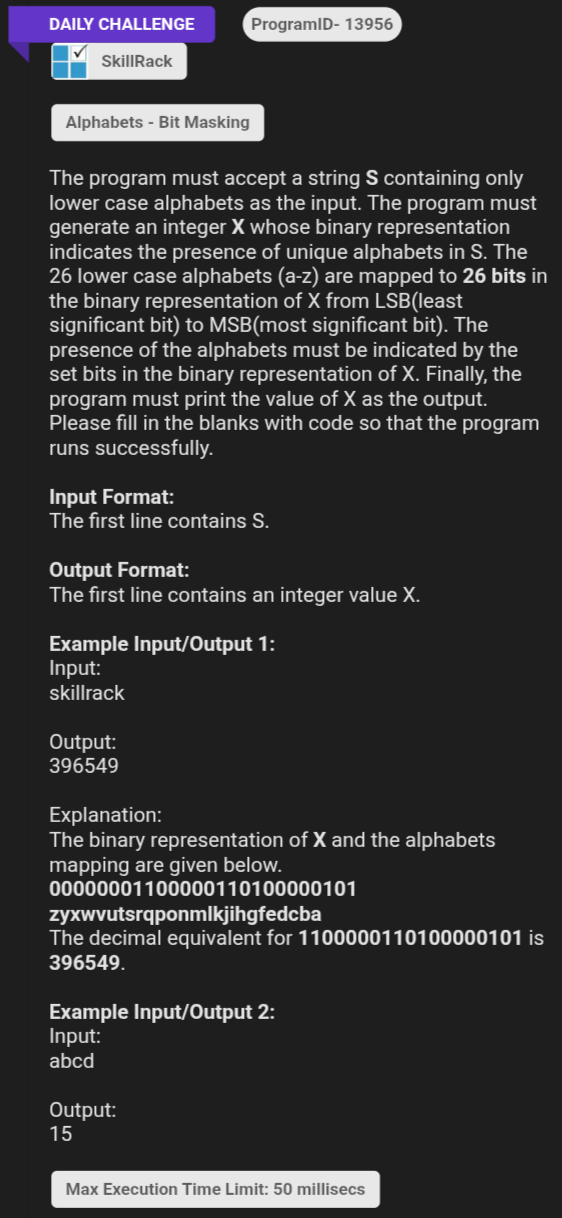 DAILY CHALLENGE
ProgramID- 13956
SkillRack
Alphabets - Bit Masking
The program must accept a string S containing only
lower case alphabets as the input. The program must
generate an integer X whose binary representation
indicates the presence of unique alphabets in S. The
26 lower case alphabets (a-z) are mapped to 26 bits in
the binary representation of X from LSB(least
significant bit) to MSB(most significant bit). The
presence of the alphabets must be indicated by the
set bits in the binary representation of X. Finally, the
program must print the value of X as the output.
Please fill in the blanks with code so that the program
runs successfully.
Input Format:
The first line contains S.
Output Format:
The first line contains an integer value X.
Example Input/Output 1:
Input:
skillrack
Output:
396549
Explanation:
The binary representation of X and the alphabets
mapping are given below.
00000001100000110100000101
zyxwvutsrqponmlkjihgfedcba
The decimal equivalent for 1100000110100000101 is
396549.
Example Input/Output 2:
Input:
abcd
Output:
15
Max Execution Time Limit: 50 millisecs